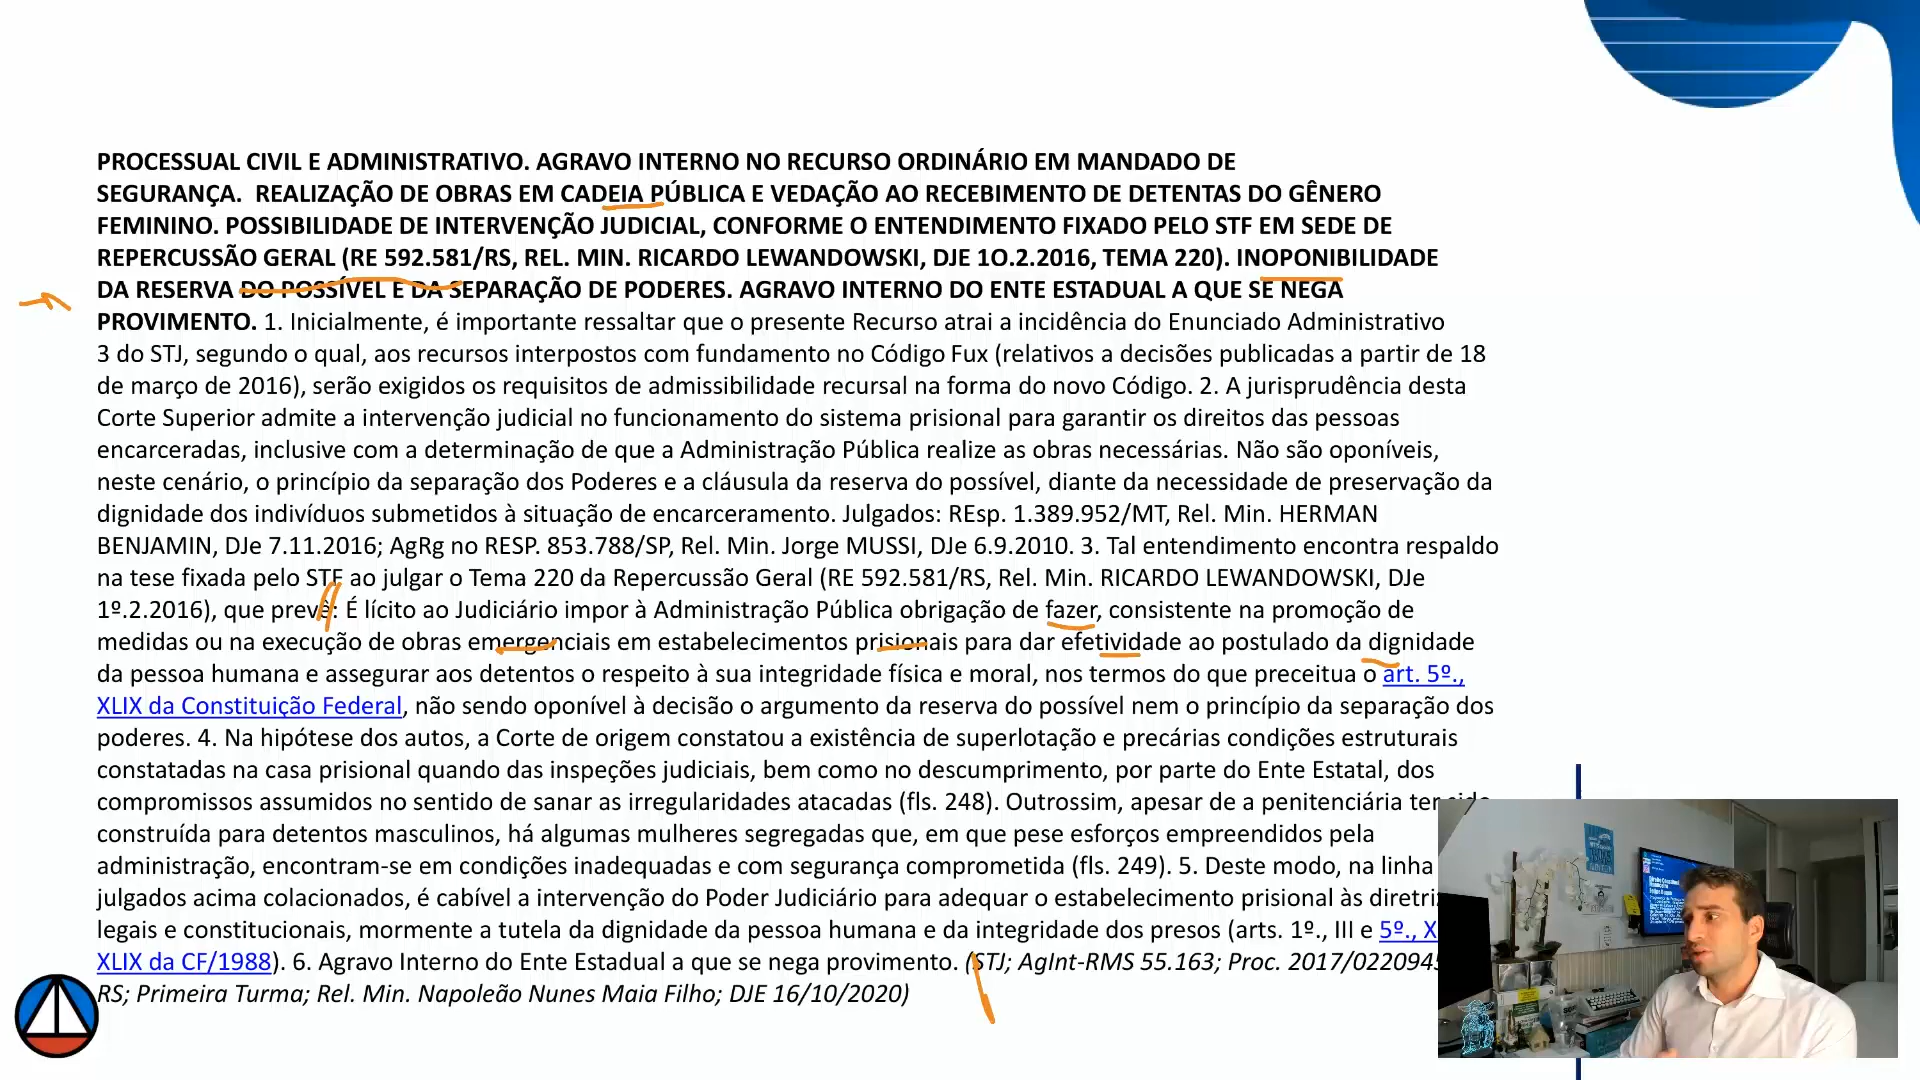 PROCESSUAL CIVIL E ADMINISTRATIVO. AGRAVO INTERNO NO RECURSO ORDINÁRIO EM MANDADO DE
SEGURANÇA. REALIZAÇÃO DE OBRAS EM CADEIA PÚBLICA E VEDAÇÃO AO RECEBIMENTO DE DETENTAS DO GÊNERO
FEMININO. POSSIBILIDADE DE INTERVENÇÃO JUDICIAL, CONFORME O ENTENDIMENTO FIXADO PELO STF EM SEDE DE
REPERCUSSÃO GERAL (RE 592.581/RS, REL. MIN. RICARDO LEWANDOWSKI, DJE 1O.2.2016, TEMA 220). INOPONIBILIDADE
DA RESERVA DO POSSÍVEL E DA SEPARAÇÃO DE PODERES. AGRAVO INTERNO DO ENTE ESTADUAL A QUE SE NEGA
PROVIMENTO. 1. Inicialmente, é importante ressaltar que o presente Recurso atrai a incidência do Enunciado Administrativo
3 do STJ, segundo o qual, aos recursos interpostos com fundamento no Código Fux (relativos a decisões publicadas a partir de 18
de março de 2016), serão exigidos os requisitos de admissibilidade recursal na forma do novo Código. 2. A jurisprudência desta
Corte Superior admite a intervenção judicial no funcionamento do sistema prisional para garantir os direitos das pessoas
encarceradas, inclusive com a determinação de que a Administração Pública realize as obras necessárias. Não são oponíveis,
neste cenário, o princípio da separação dos Poderes e a cláusula da reserva do possível, diante da necessidade de preservação da
dignidade dos indivíduos submetidos à situação de encarceramento. Julgados: REsp. 1.389.952/MT, Rel. Min. HERMAN
BENJAMIN, DJe 7.11.2016; AgRg no RESP. 853.788/SP, Rel. Min. Jorge MUSSI, DJe 6.9.2010. 3. Tal entendimento encontra respaldo
na tese fixada pelo STF ao julgar o Tema 220 da Repercussão Geral (RE 592.581/RS, Rel. Min. RICARDO LEWANDOWSKI, DJe
1º.2.2016), que prevê: É lícito ao Judiciário impor à Administração Pública obrigação de fazer, consistente na promoção de
medidas ou na execução de obras emergenciais em estabelecimentos prisionais para dar efetividade ao postulado da dignidade
da pessoa humana e assegurar aos detentos o respeito à sua integridade física e moral, nos termos do que preceitua o art. 5º.,
XLIX da Constituição Federal, não sendo oponível à decisão o argumento da reserva do possível nem o princípio da separação dos
poderes. 4. Na hipótese dos autos, a Corte de origem constatou a existência de superlotação e precárias condições estruturais
constatadas na casa prisional quando das inspeções judiciais, bem como no descumprimento, por parte do Ente Estatal, dos
compromissos assumidos no sentido de sanar as irregularidades atacadas (fls. 248). Outrossim, apesar de a penitenciária ter sido
construída para detentos masculinos, há algumas mulheres segregadas que, em que pese esforços empreendidos pela
administração, encontram-se em condições inadequadas e com segurança comprometida (fls. 249). 5. Deste modo, na linha
julgados acima colacionados, é cabível a intervenção do Poder Judiciário para adequar o estabelecimento prisional às
legais e constitucionais, mormente a tutela da dignidade da pessoa humana e da integridade dos presos (arts. 1º., III e 5º.,
XLIX da CF/1988). 6. Agravo Interno do Ente Estadual a que se nega provimento. (STJ; AgInt-RMS 55.163; Proc.
RS; Primeira Turma; Rel. Min. Napoleão Nunes Maia Filho; DJE 16/10/2020)